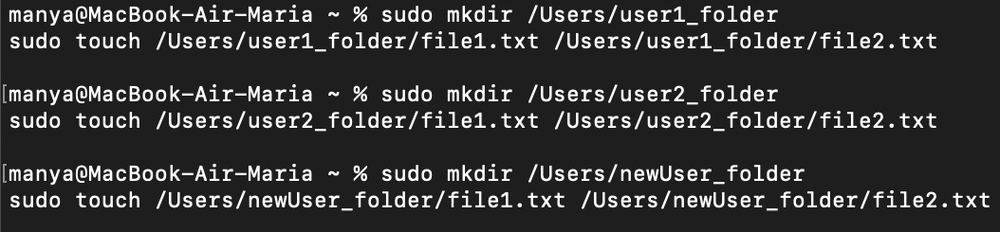 manya@MacBook-Air-Maria ~ % sudo mkdir /Users/user1_folder
sudo touch /Users/user1_folder/file1.txt /Users/user1_folder/file2.txt
[manya@MacBook-Air-Maria ~ % sudo mkdir /Users/user2_folder
sudo touch /Users/user2_folder/file1.txt /Users/user2_folder/file2.txt
[manya@MacBook-Air-Maria ~ % sudo mkdir /Users/newUser_folder
sudo touch /Users/newUser_folder/file1.txt /Users/newUser_folder/file2.txt